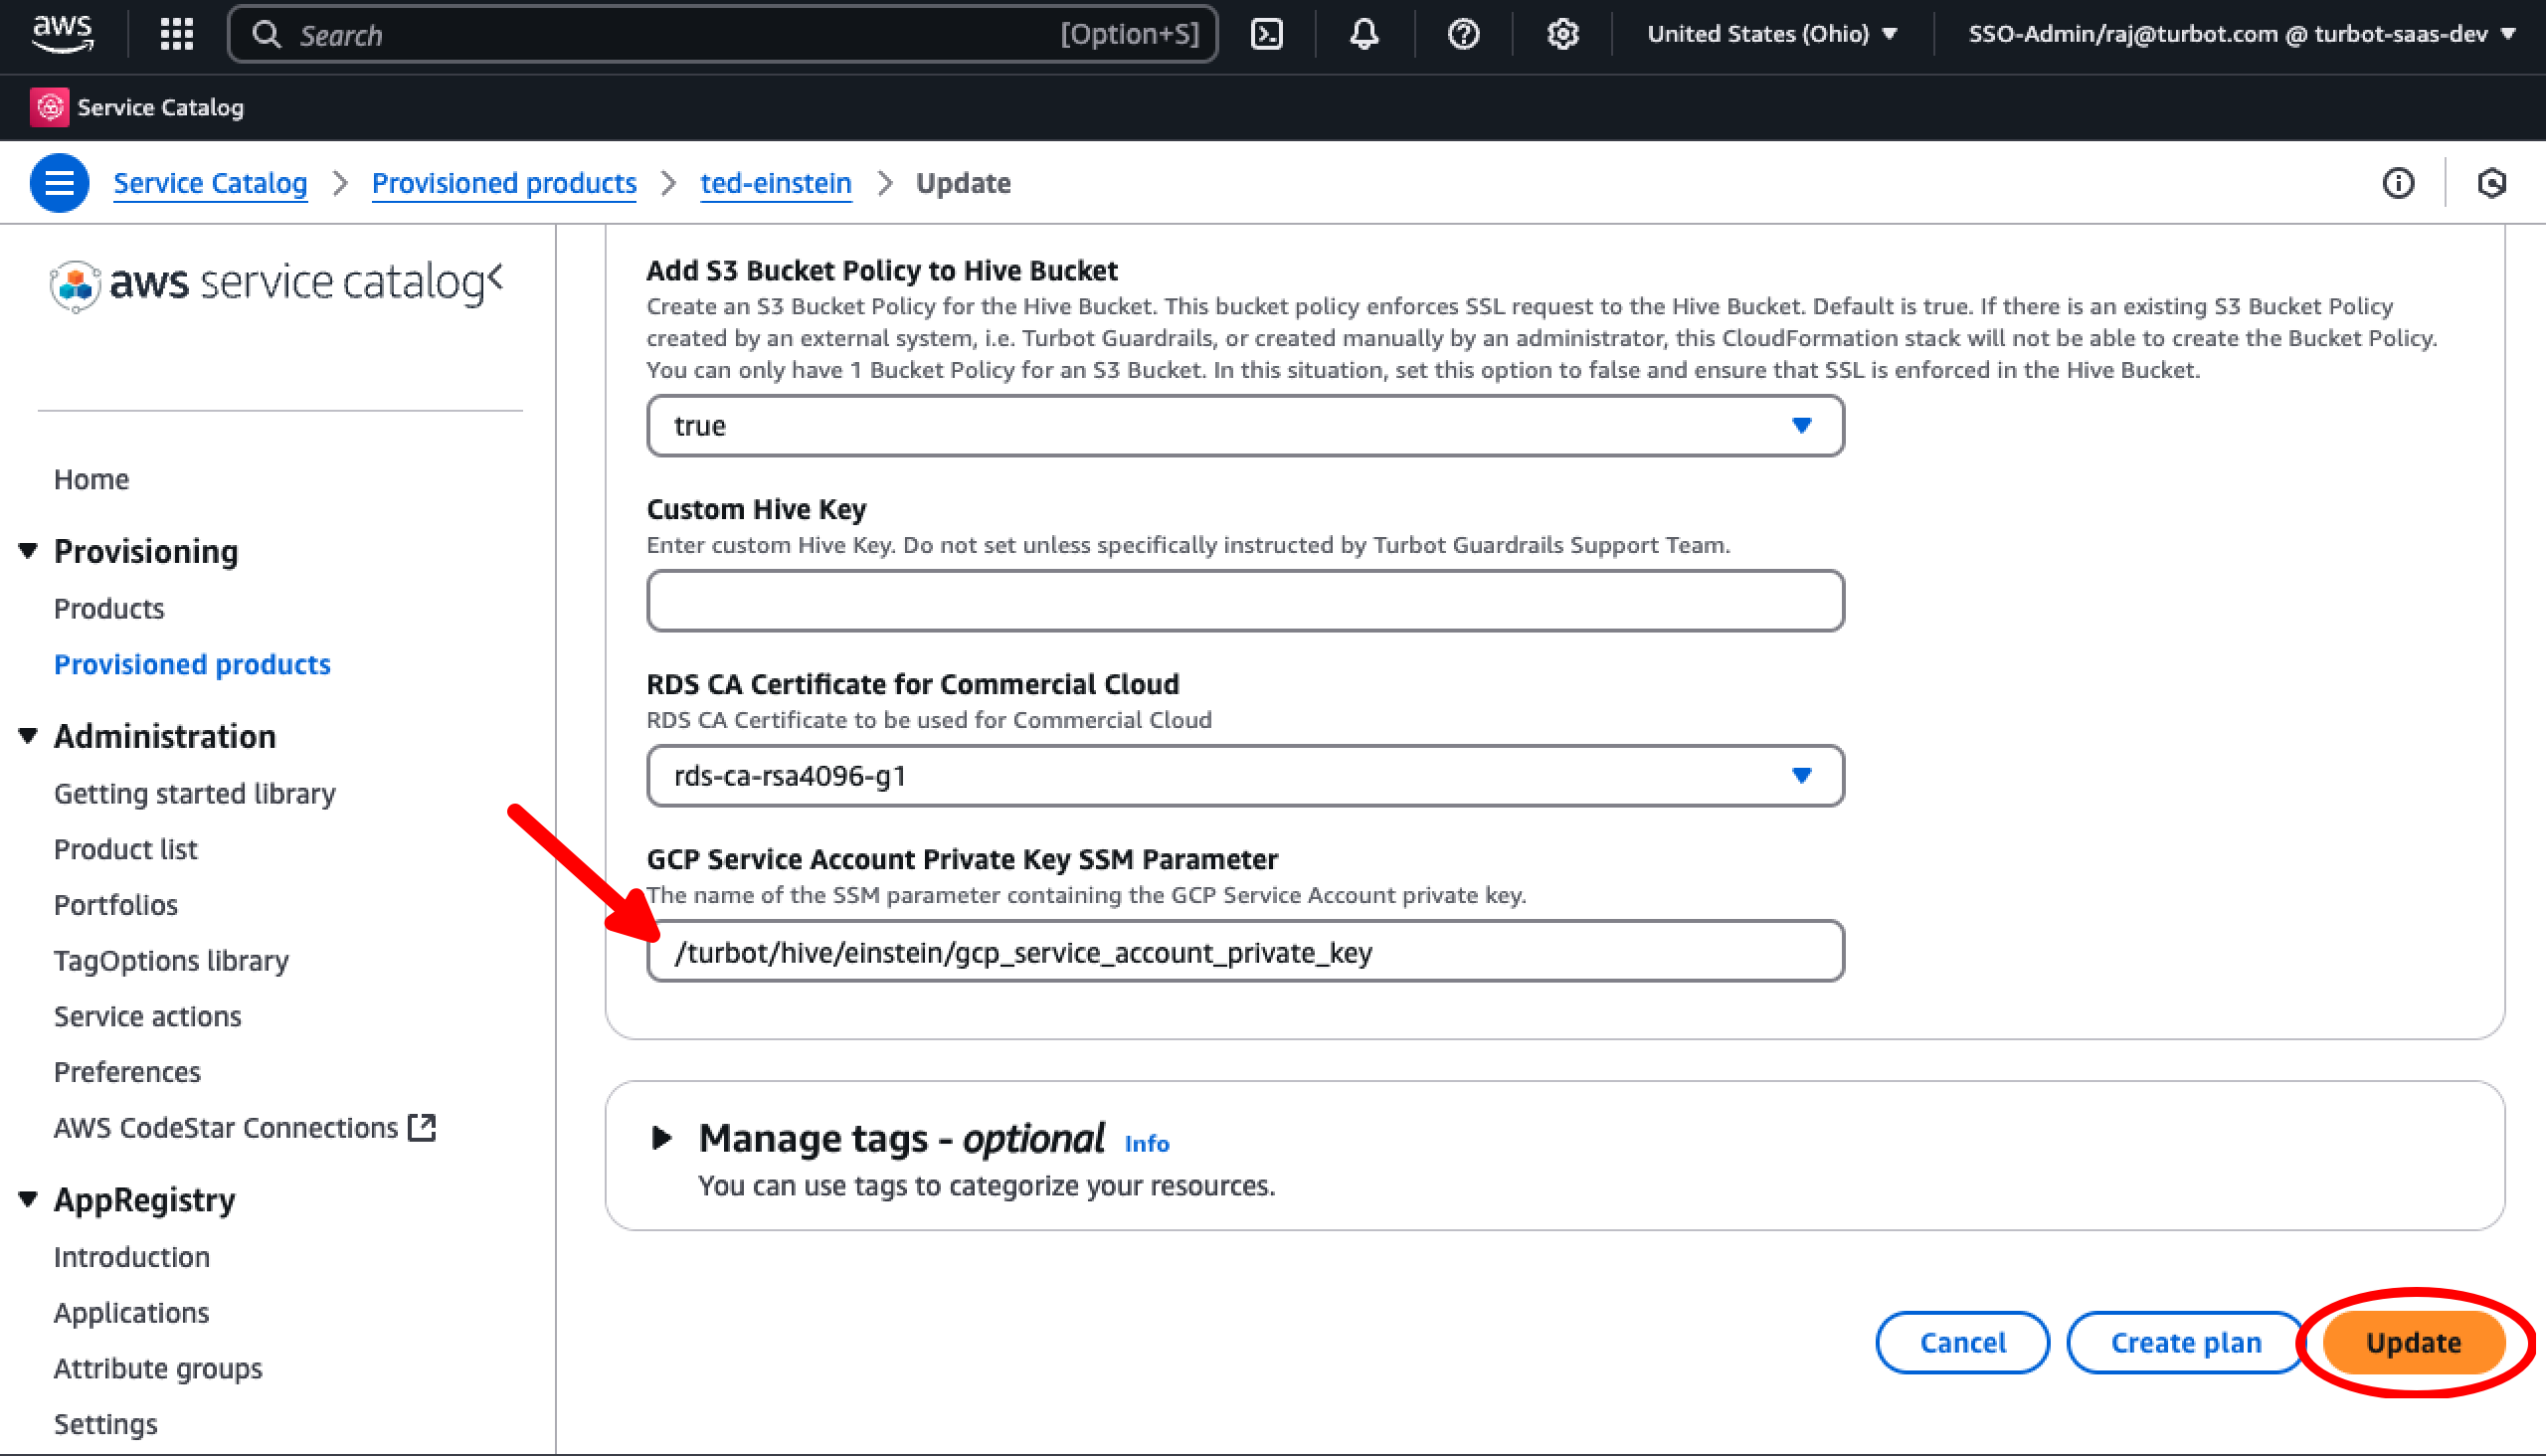 aws
Search
[Option+S]
United States (Ohio)
SSO-Admin/raj@turbot.com @ turbot-saas-dev
Service Catalog
Service Catalog
Provisioned products
ted-einstein
Update
aws service catalog
Home
Provisioning
Products
Provisioned products
Administration
Getting started library
Product list
Portfolios
TagOptions library
Service actions
Preferences
AWS CodeStar Connections
AppRegistry
Introduction
Applications
Attribute groups
Settings
Add S3 Bucket Policy to Hive Bucket
Create an S3 Bucket Policy for the Hive Bucket. This bucket policy enforces SSL request to the Hive Bucket. Default is true. If there is an existing S3 Bucket Policy
created by an external system, i.e. Turbot Guardrails, or created manually by an administrator, this CloudFormation stack will not be able to create the Bucket Policy.
You can only have 1 Bucket Policy for an S3 Bucket. In this situation, set this option to false and ensure that SSL is enforced in the Hive Bucket.
true
Custom Hive Key
Enter custom Hive Key. Do not set unless specifically instructed by Turbot Guardrails Support Team.
RDS CA Certificate for Commercial Cloud
RDS CA Certificate to be used for Commercial Cloud
rds-ca-rsa4096-g1
GCP Service Account Private Key SSM Parameter
The name of the SSM parameter containing the GCP Service Account private key.
/turbot/hive/einstein/gcp_service_account_private_key
Manage tags - optional Info
You can use tags to categorize your resources.
Cancel
Create plan
Update